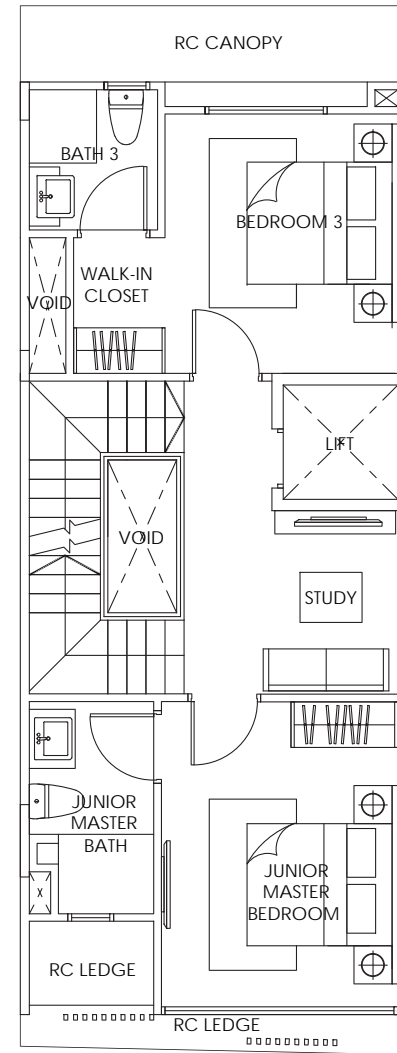 RC CANOPY
BATH 3
BEDROOM 3
WALK-IN
CLOSET
VOID
LIFT
VOID
STUDY
JUNIOR
MASTER
BATH
JUNIOR
MASTER
BEDROOM
X
RC LEDGE
RC LEDGE